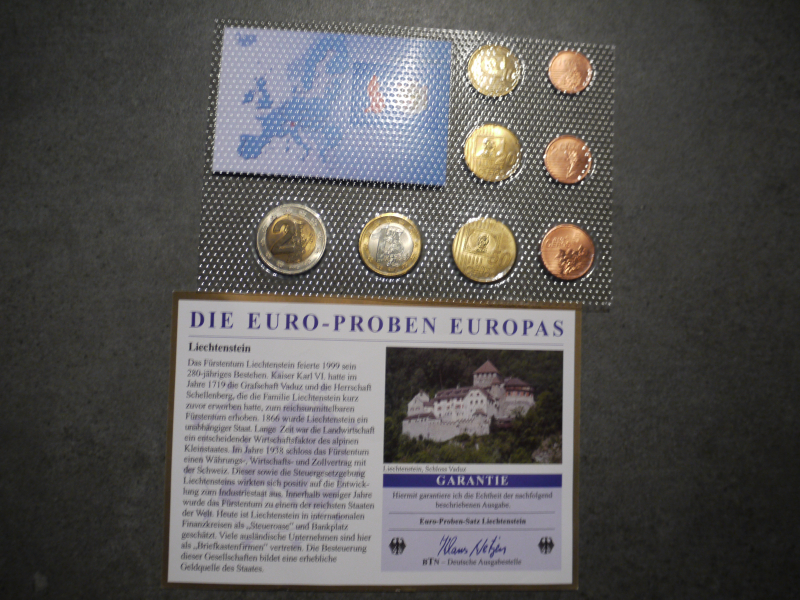 2
DIE EURO-PROBEN EUROPAS
Liechtenstein
Das Fürstentum Liechtenstein feierte 1999 sein
280-jähriges Bestehen. Kaiser Karl VI. hatte im
Jahre 1719 die Grafschaft Vaduz und die Herrschaft
Schellenberg, die die Familie Liechtenstein kurz
zuvor erworben hatte, zum reichsunmittelbaren
Fürstentum erhoben. 1866 wurde Liechtenstein ein
unabhängiger Staat. Lange Zeit war die Landwirtschaft
ein entscheidender Wirtschaftsfaktor des alpinen
Kleinstaates. Im Jahre 1938 schloss das Fürstentum
einen Währungs-, Wirtschafts- und Zollvertrag mit
der Schweiz. Dieser sowie die Steuergesetzgebung
Liechtensteins wirkten sich positiv auf die Entwick-
lung zum Industriestaat aus. Innerhalb weniger Jahre
wurde das Fürstentum zu einem der reichsten Staaten
der Welt. Heute ist Liechtenstein in internationalen
Finanzkreisen als „Steueroase" und Bankplatz
geschätzt. Viele ausländische Unternehmen sind hier
als „Briefkastenfirmen" vertreten. Die Besteuerung
dieser Gesellschaften bildet eine erhebliche
Geldquelle des Staates.
Liechtenstein, Schloss Vaduz
GARANTIE
Hiermit garantiere ich die Echtheit der nachfolgend
beschriebenen Ausgabe.
Euro-Proben-Satz Liechtenstein
BTN – Deutsche Ausgabestelle